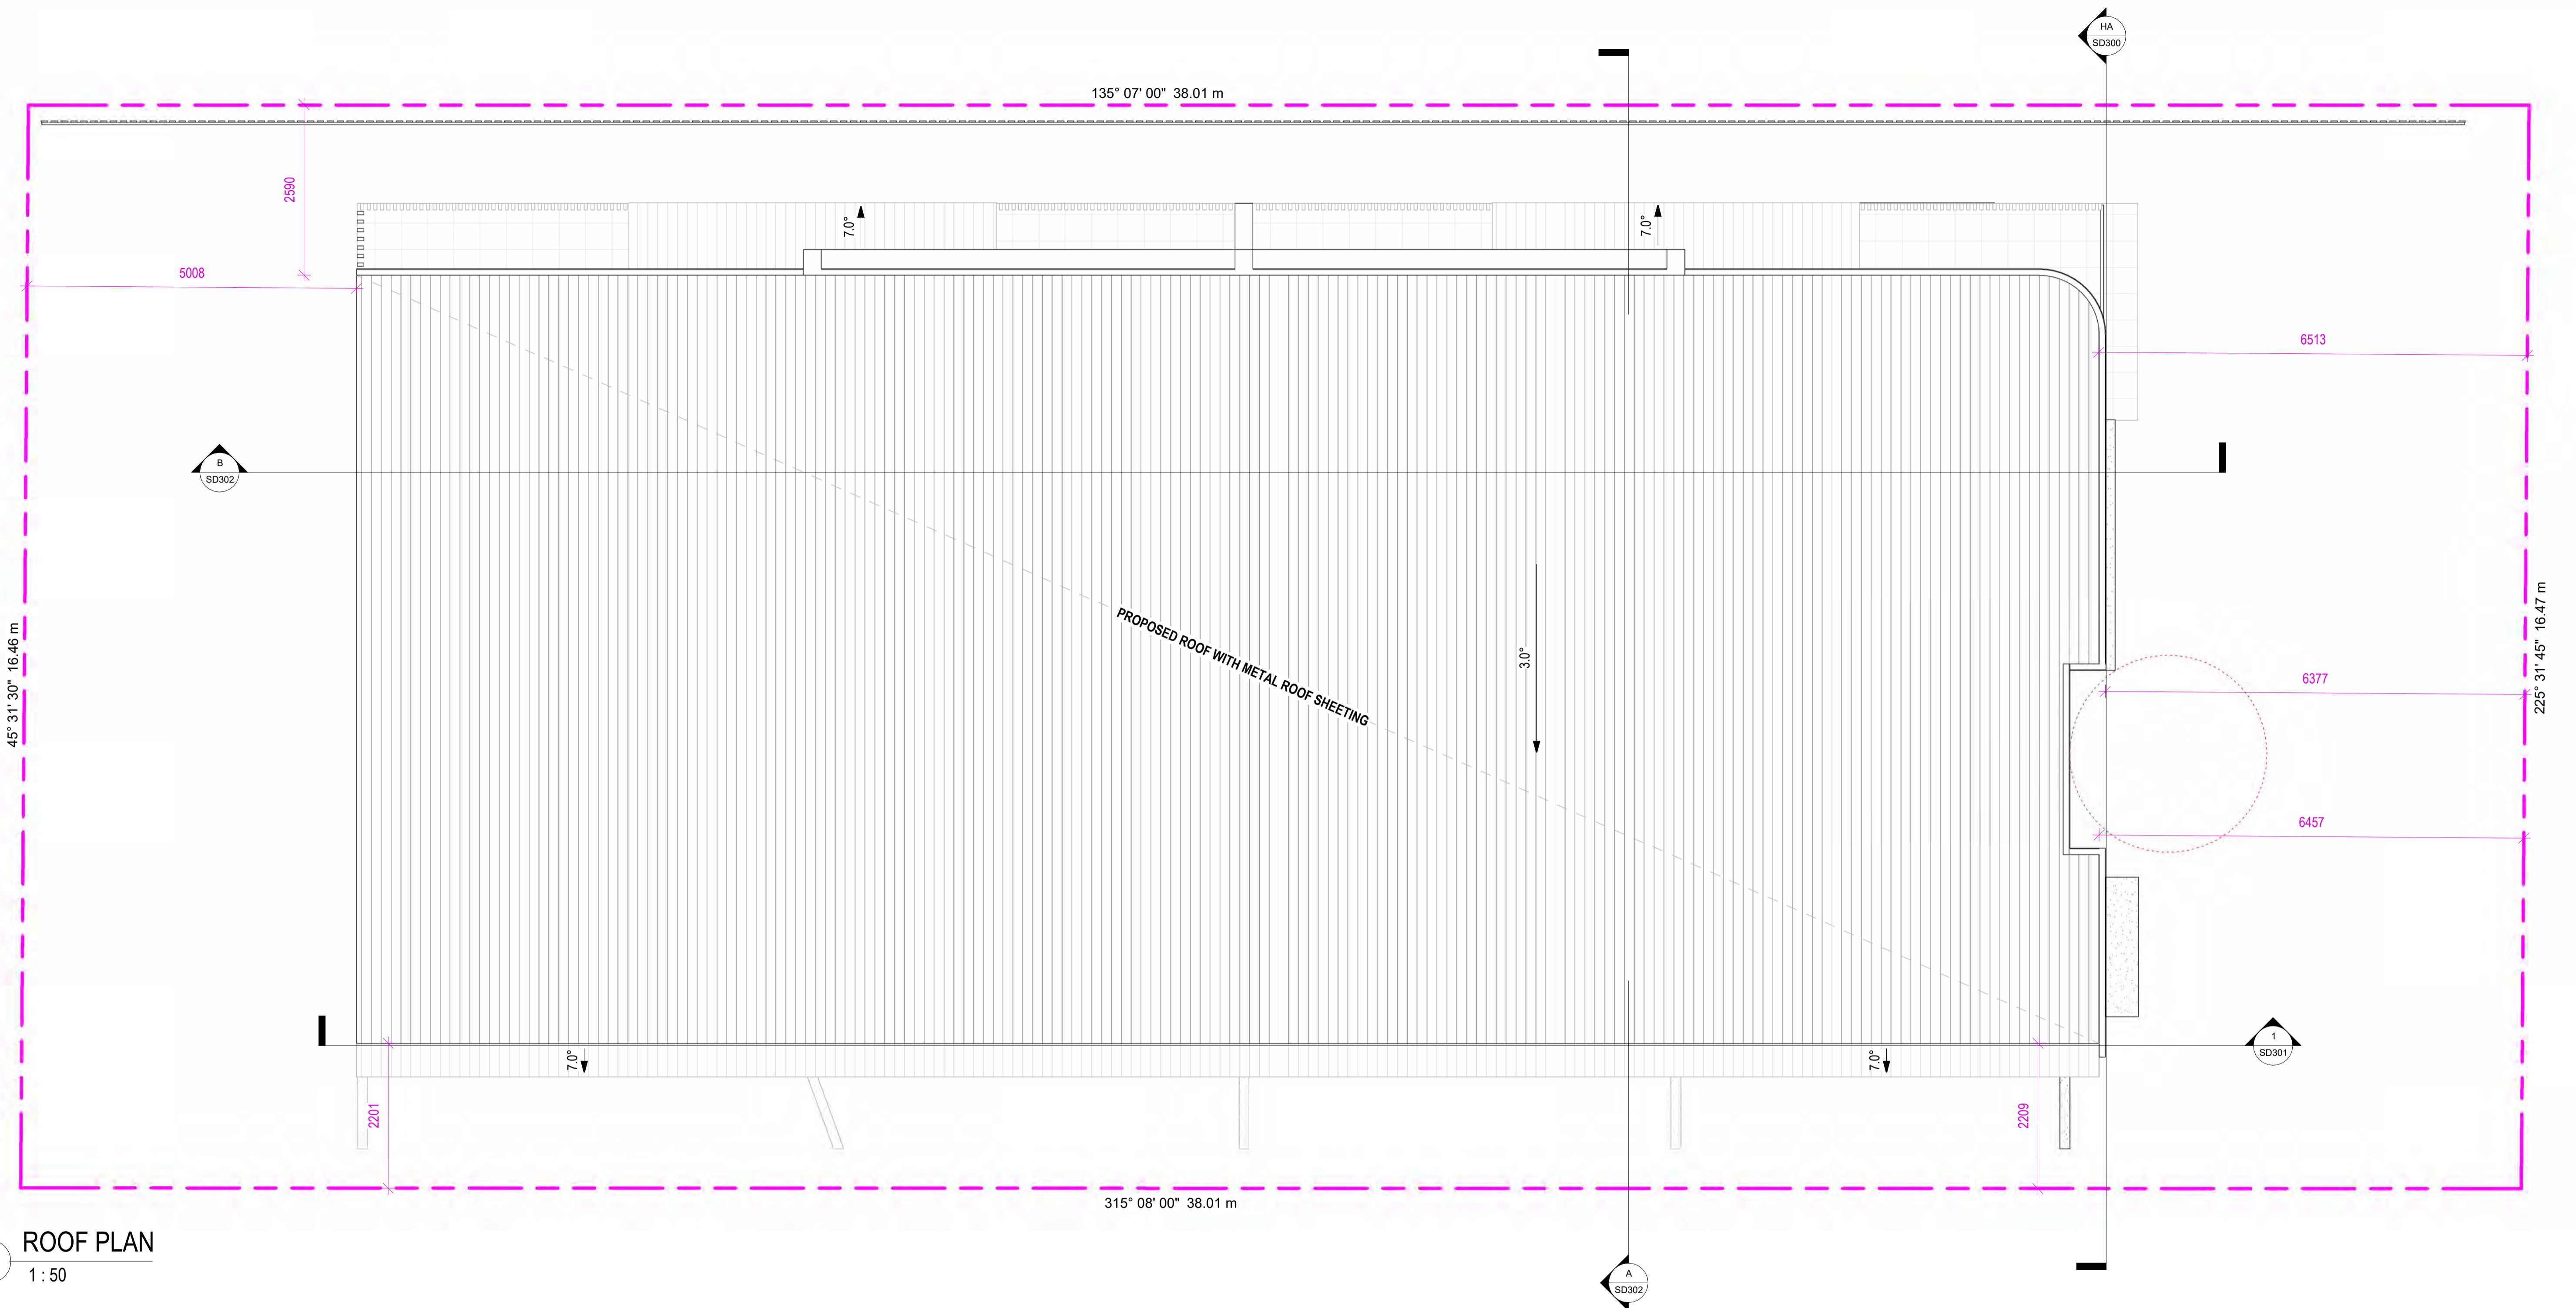 HA
SD300
135° 07' 00" 38.01 m
2590
7.0°
7.0°
5008
6513
B
SD302
45° 31' 30" 16.46 m
225° 31' 45" 16.47 m
PROPOSED ROOF WITH METAL ROOF SHEETING
3.0°
6377
6457
1
SD301
7.0°
7.0°
2201
2209
315° 08' 00" 38.01 m
ROOF PLAN
1 : 50
A
SD302